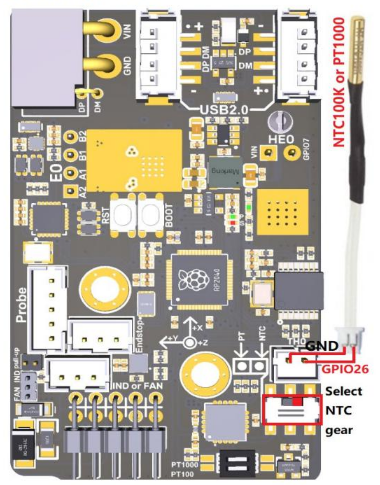 VIN
GND
DP
DM
DP DM
DP
DM
USB2.0
NTC100K or PT1000
HE0
VIN
GPIO7
E0
B2
B1
A1
A2
RST
BOOT
Marking
RP2040
Probe
Endstop
+X
+Y
+Z
PT
NTC
TH0
GND
GPIO26
pull-up
FAN IND
IND or FAN
Select
NTC
gear
PT1000
PT100